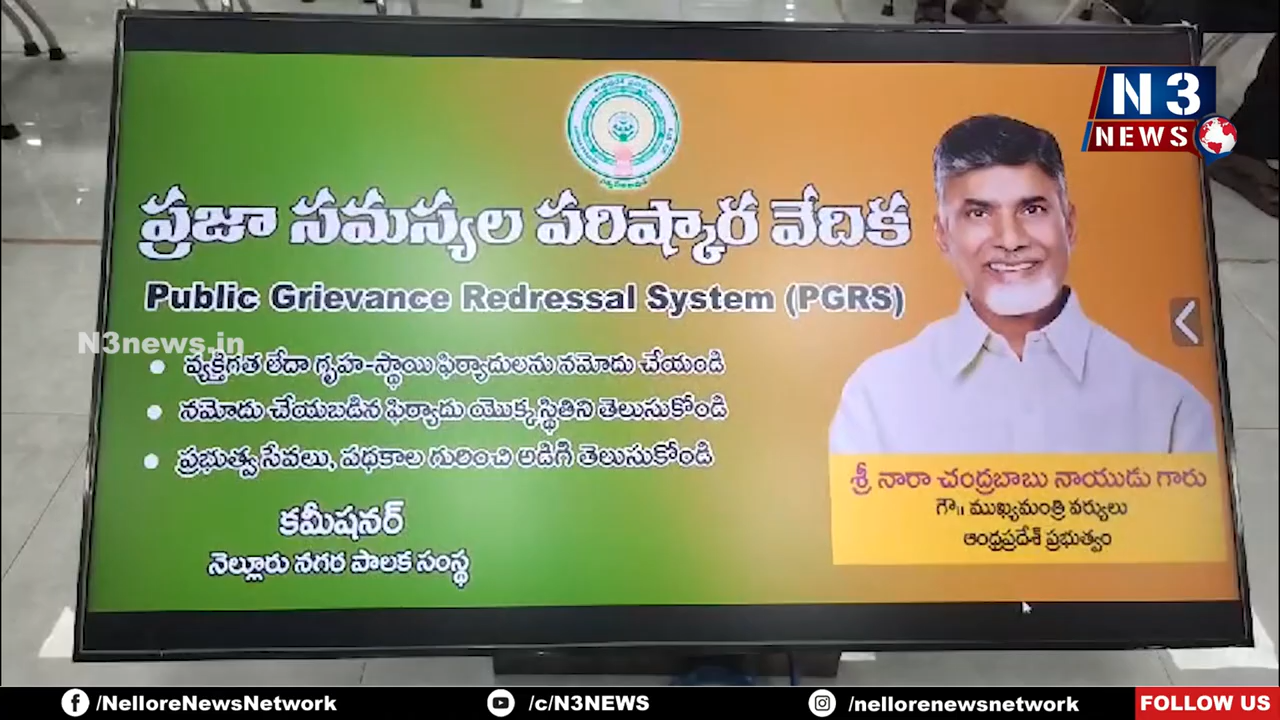 N3
NEWS
ప్రజా సమస్యల పరిష్కార వేదిక
Public Grievance Redressal System (PGRS)
N3news.in
వ్యక్తిగత లేదా గృహ-స్థాయి ఫిర్యాదులను నమోదు చేయండి
నమోదు చేయబడిన ఫిర్యాదు యొక్క స్థితిని తెలుసుకోండి
ప్రభుత్వ సేవలు, పథకాల గురించి అడిగి తెలుసుకోండి
కమీషనర్
నెల్లూరు నగర పాలక సంస్థ
శ్రీ నారా చంద్రబాబు నాయుడు గారు
గౌ॥ ముఖ్యమంత్రి వర్యులు
ఆంధ్రప్రదేశ్ ప్రభుత్వం
/NelloreNewsNetwork
/c/N3NEWS
/nellorenewsnetwork
FOLLOW US